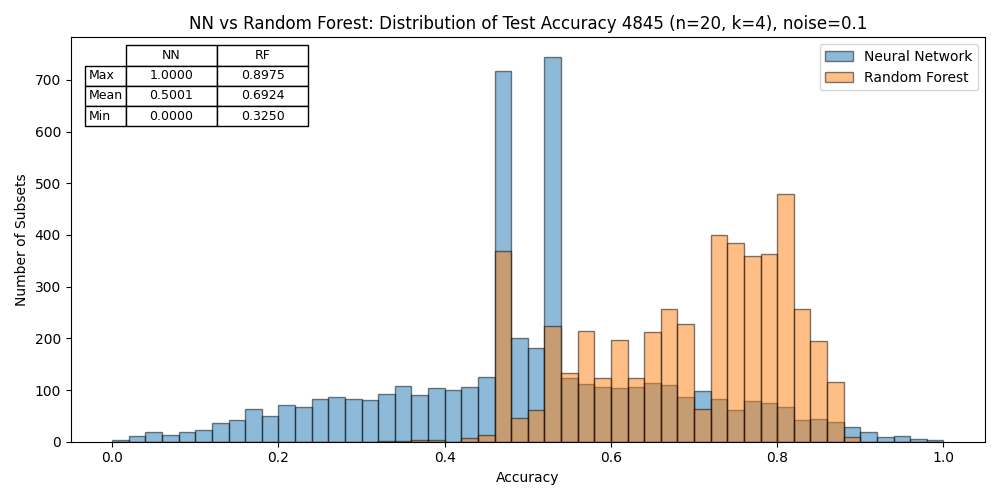 NN vs Random Forest: Distribution of Test Accuracy 4845 (n=20, k=4), noise=0.1
NN RF
Max 1.0000 0.8975
Mean 0.5001 0.6924
Min 0.0000 0.3250
Neural Network
Random Forest
Number of Subsets
700
600
500
400
300
200
100
0
0.0 0.2 0.4 0.6 0.8 1.0
Accuracy